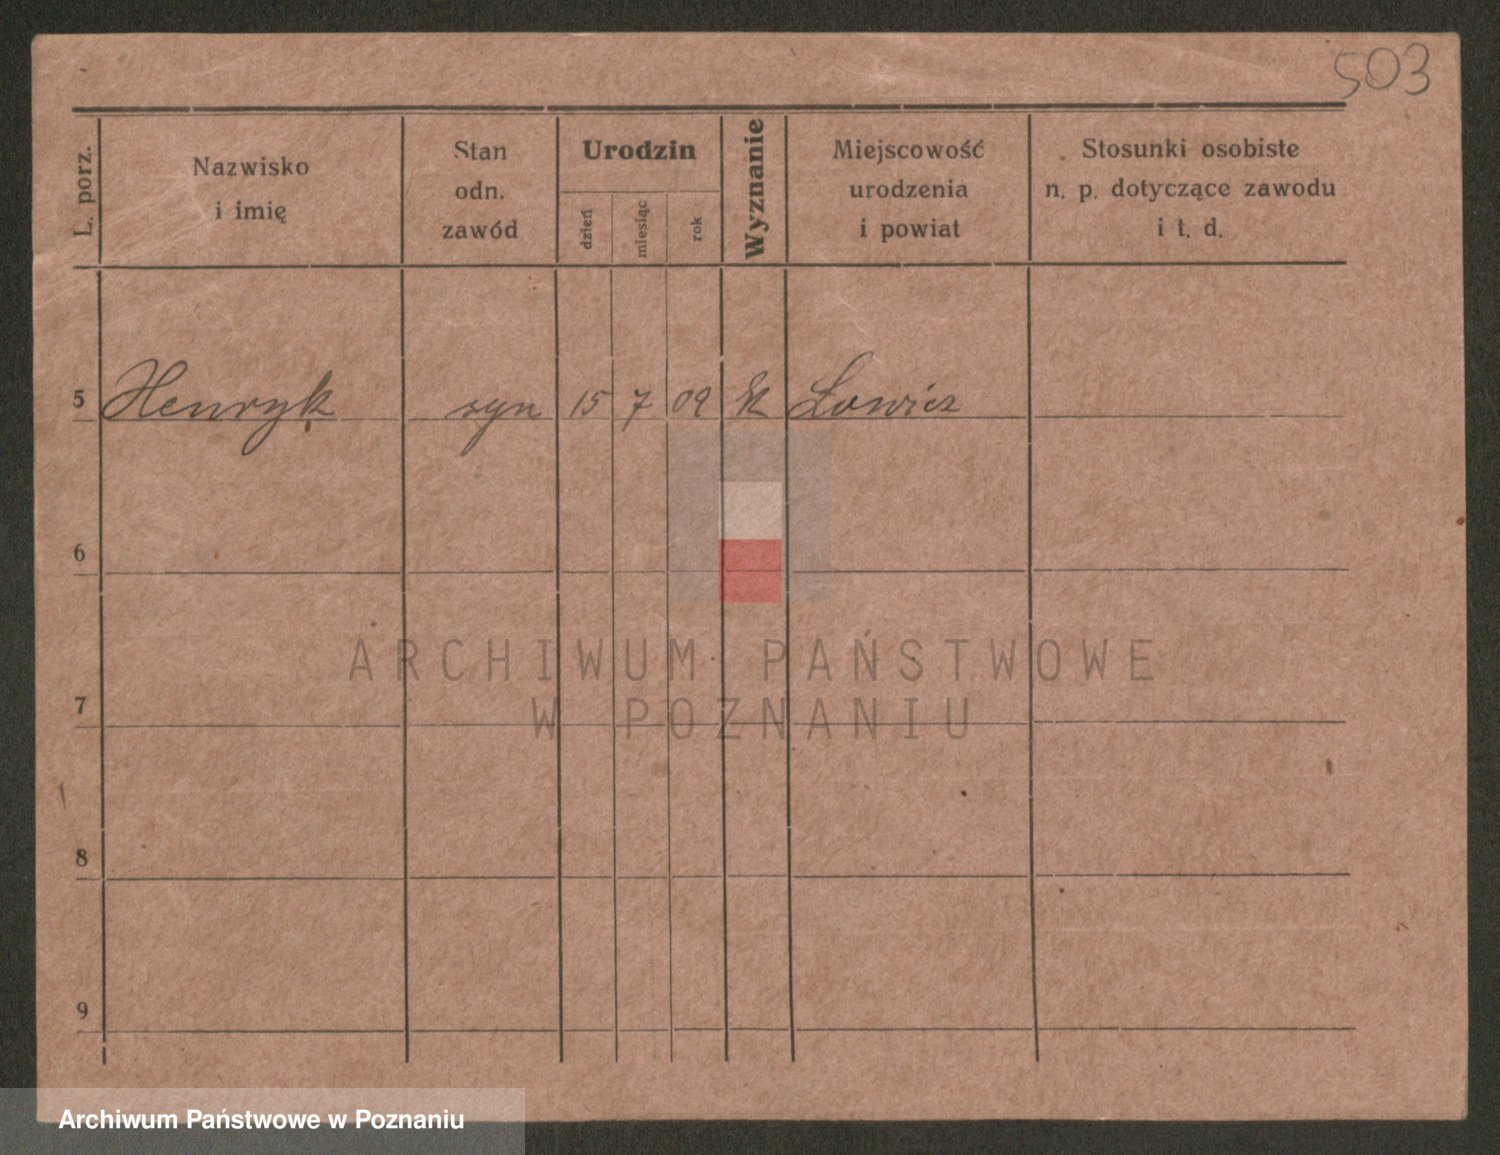 503
L. porz.
Nazwisko
i imię
Stan
odn.
zawód
Urodzin
dzień
miesiąc
rok
Wyznanie
Miejscowość
urodzenia
i powiat
Stosunki osobiste
n. p. dotyczące zawodu
i t. d.
5 Henryk syn 15 7 09 Lowicz
6
ARCHIWUM PAŃSTWOWE
W POZNANIU
7
8
9
Archiwum Państwowe w Poznaniu